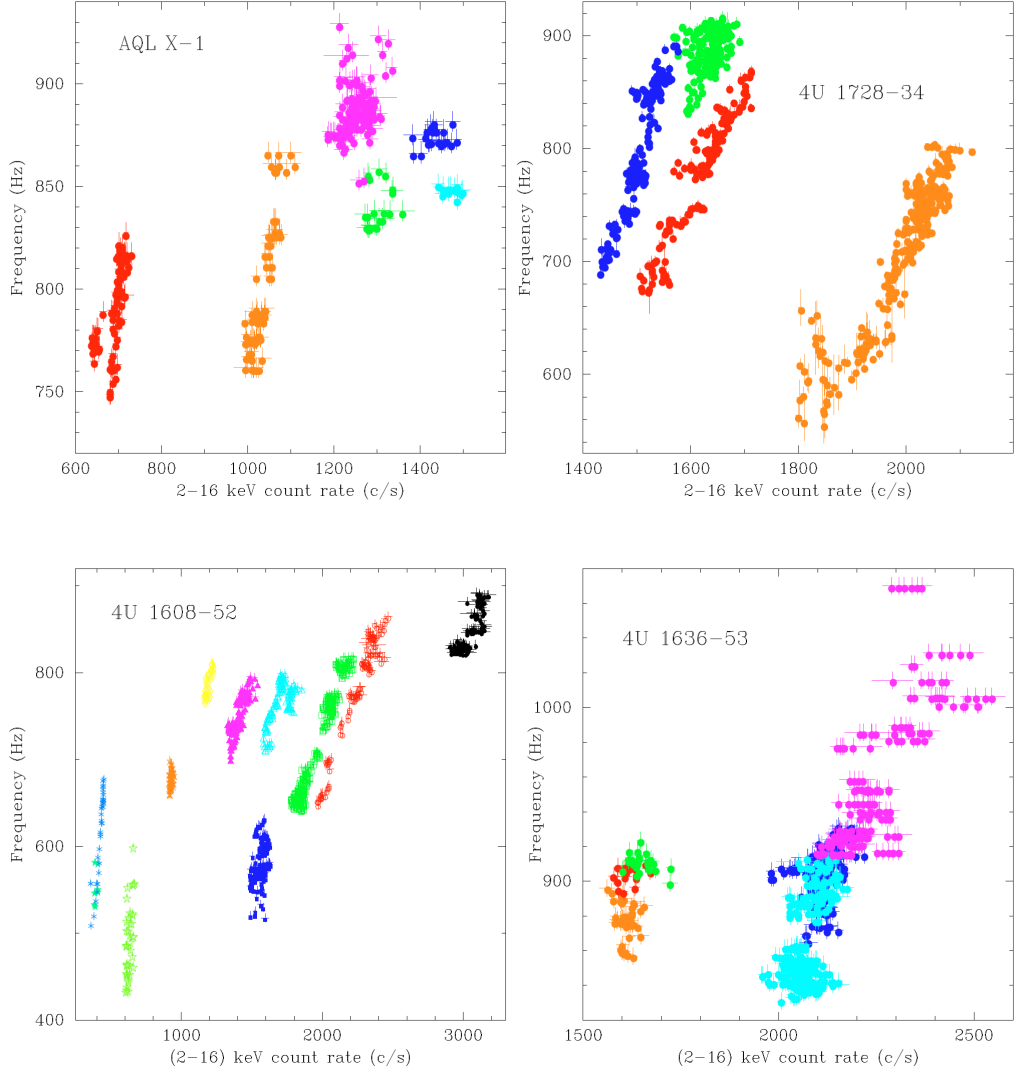 AQL X−1
Frequency (Hz)
900
850
800
750
600 800 1000 1200 1400
2−16 keV count rate (c/s)
4U 1728−34
Frequency (Hz)
900
800
700
600
1400 1600 1800 2000
2−16 keV count rate (c/s)
4U 1608−52
Frequency (Hz)
800
600
400
1000 2000 3000
(2−16) keV count rate (c/s)
4U 1636−53
Frequency (Hz)
1000
900
1500 2000 2500
(2−16) keV count rate (c/s)